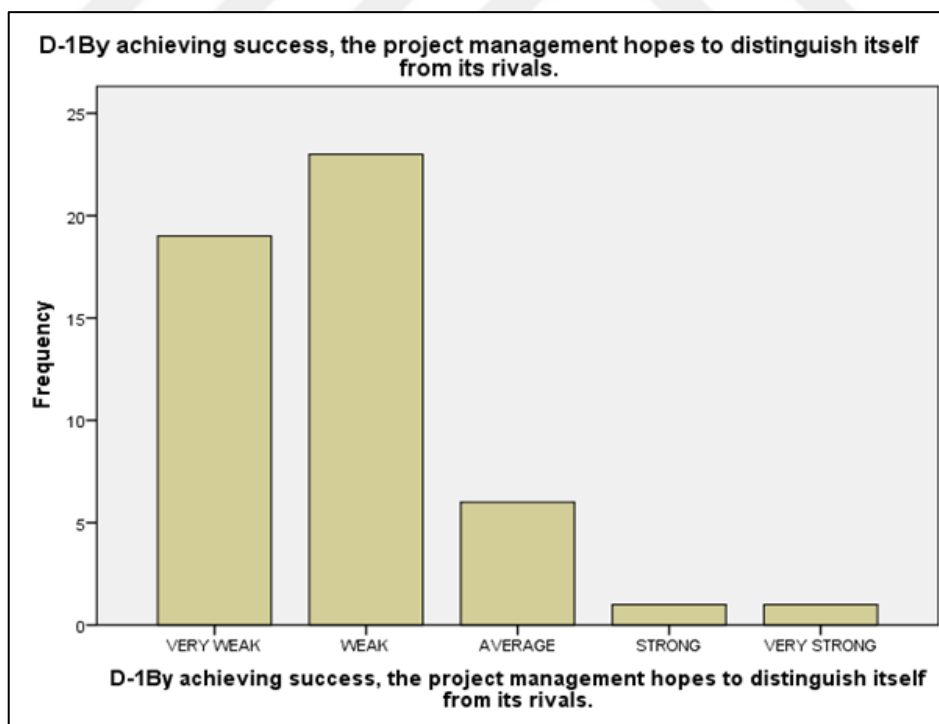 D-1By achieving success, the project management hopes to distinguish itself
from its rivals.
25
20
15
10
5
0
Frequency
VERY WEAK
WEAK
AVERAGE
STRONG
VERY STRONG
D-1By achieving success, the project management hopes to distinguish itself
from its rivals.